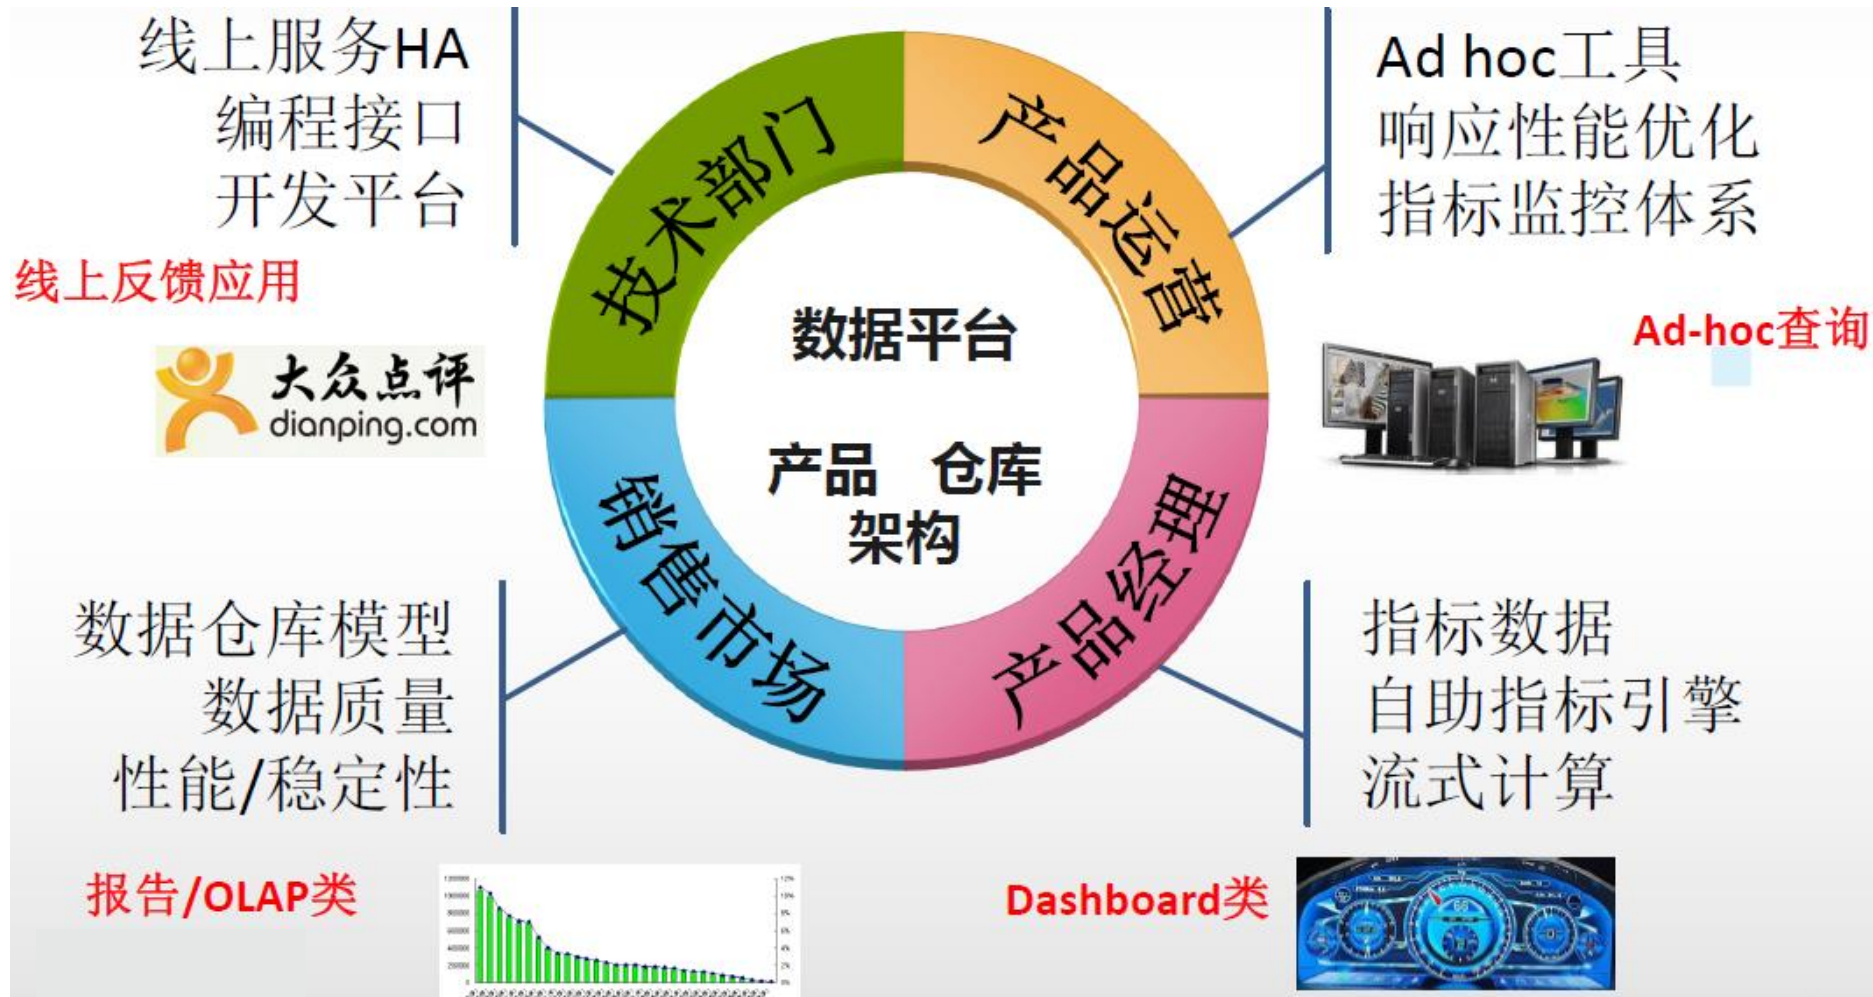 线上服务HA
编程接口
开发平台
线上反馈应用
大众点评
dianping.com
技术部门
产品运营
Ad hoc工具
响应性能优化
指标监控体系
Ad-hoc查询
数据平台
产品 仓库
架构
销售市场
产品经理
数据仓库模型
数据质量
性能/稳定性
报告/OLAP类
指标数据
自助指标引擎
流式计算
Dashboard类